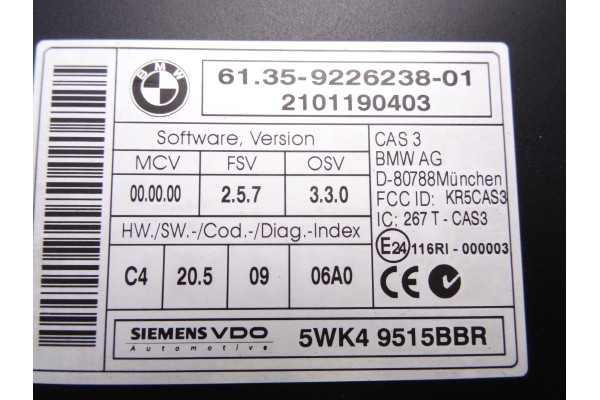 BMW
61.35-9226238-01
2101190403
Software, Version
MCV FSV OSV
00.00.00 2.5.7 3.3.0
HW./SW.-/Cod.-/Diag.-Index
C4 20.5 09 06A0
CAS 3
BMW AG
D-80788München
FCC ID: KR5CAS3
IC: 267 T - CAS3
E24 116RI - 000003
CE
SIEMENS VDO
Automotive
5WK4 9515BBR